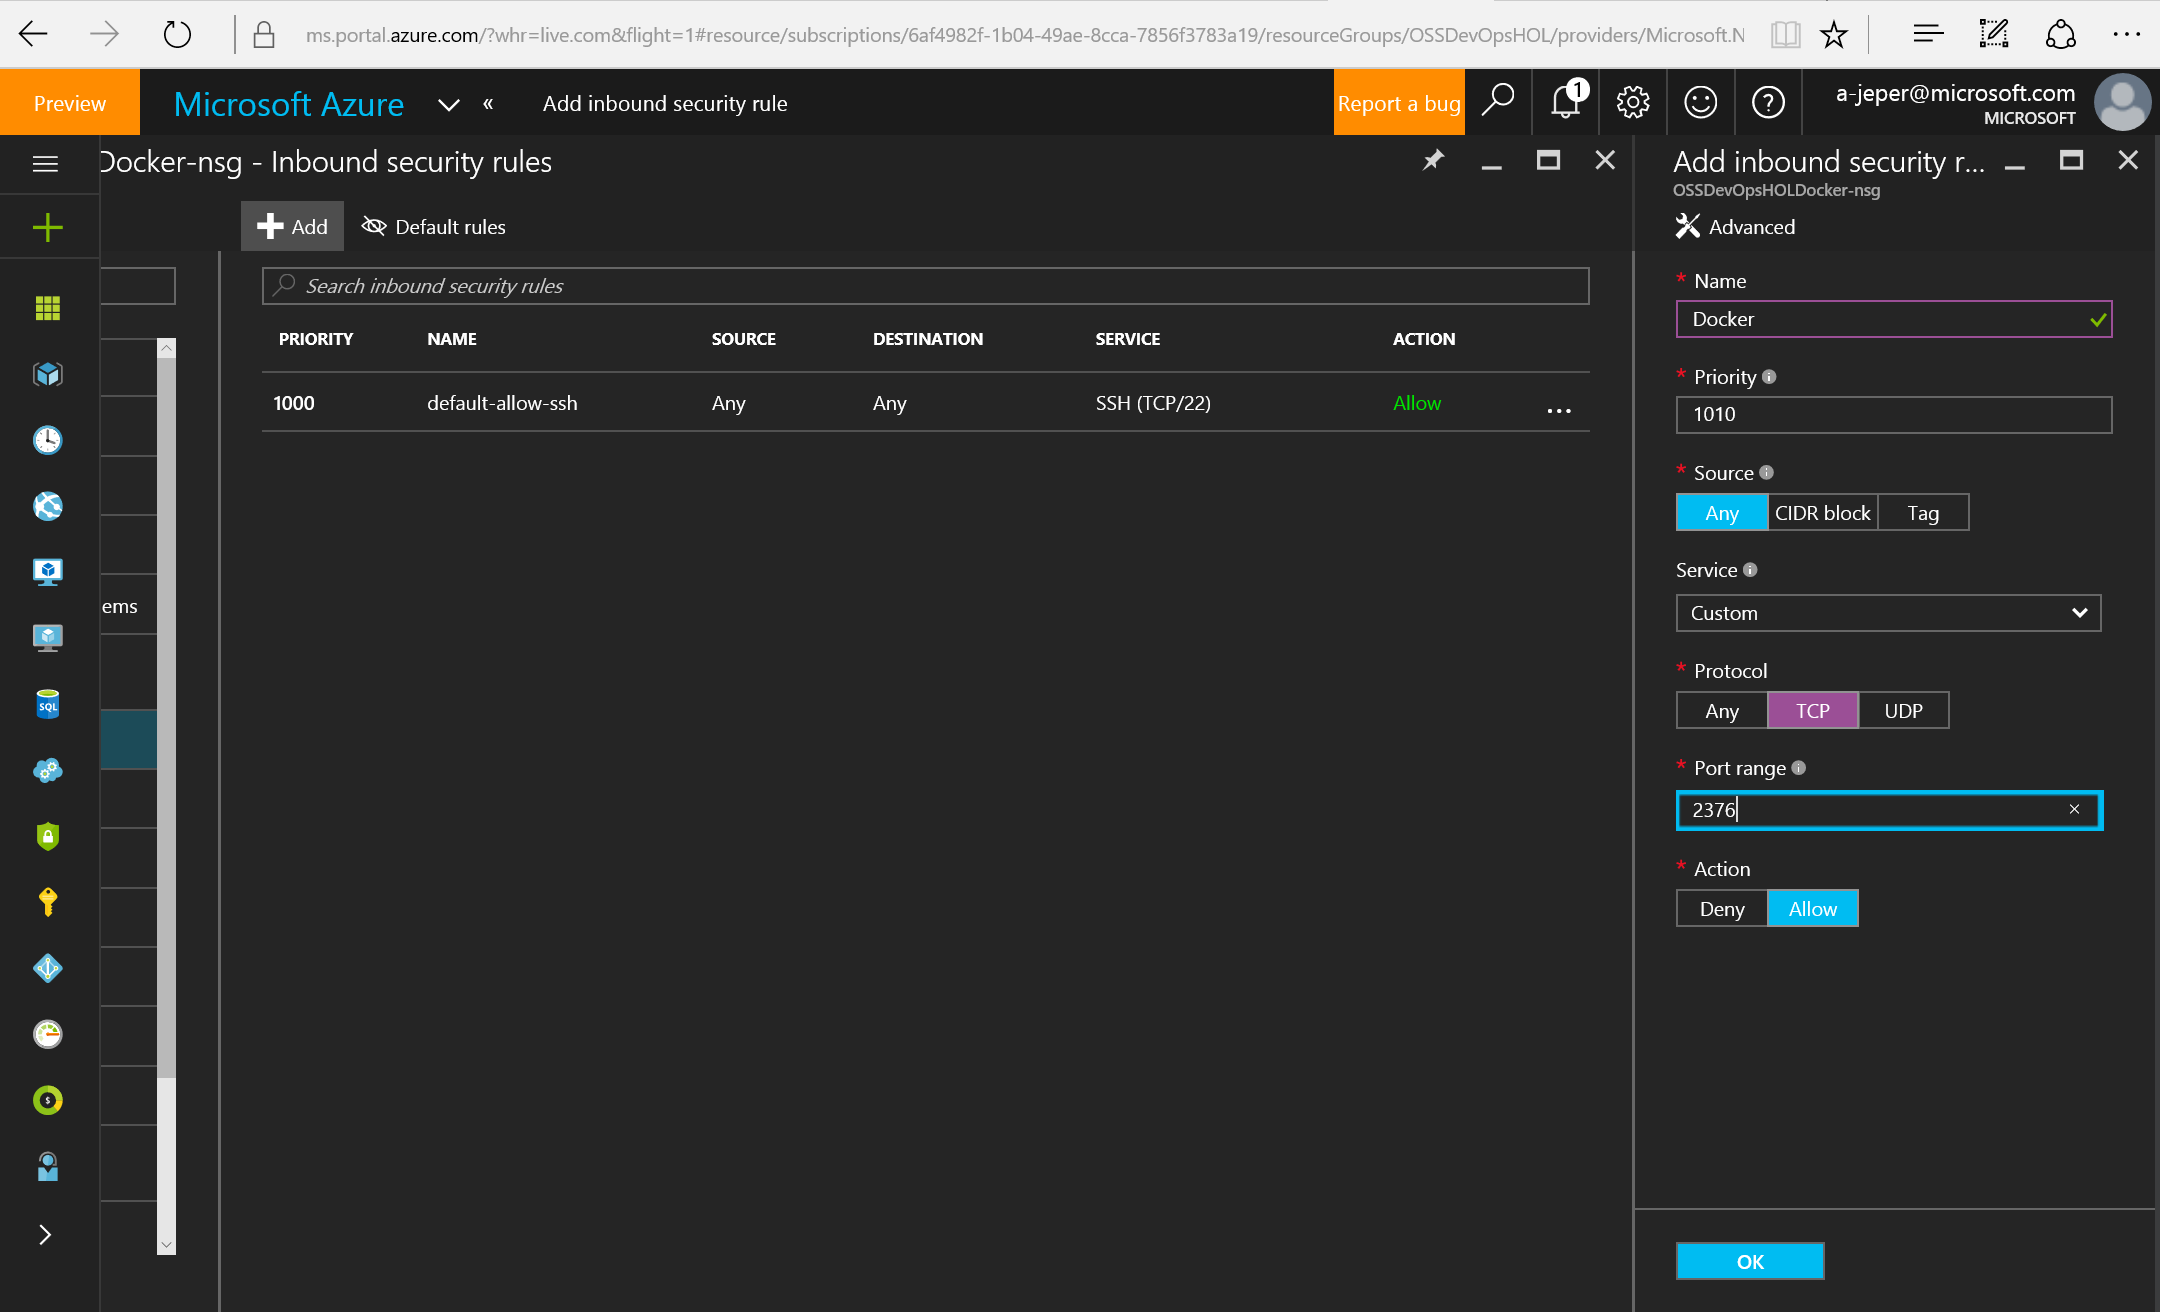 ms.portal.azure.com/?whr=live.com&flight=1#resource/subscriptions/6af4982f-1b04-49ae-8cca-7856f3783a19/resourceGroups/OSSDevOpsHOL/providers/Microsoft.N
Preview
Microsoft Azure
«
Add inbound security rule
Report a bug
1
?
a-jeper@microsoft.com
MICROSOFT
Docker-nsg - Inbound security rules
Add
Default rules
Search inbound security rules
PRIORITY NAME SOURCE DESTINATION SERVICE ACTION
1000 default-allow-ssh Any Any SSH (TCP/22) Allow ...
ems
SQL
$
Add inbound security r...
OSSDevOpsHOLDocker-nsg
Advanced
* Name
Docker
* Priority
1010
* Source
Any CIDR block Tag
Service
Custom
* Protocol
Any TCP UDP
* Port range
2376
* Action
Deny Allow
OK